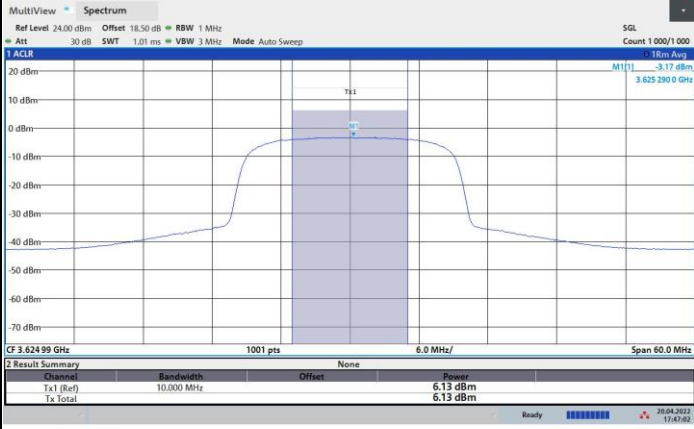 MultiView Spectrum
Ref Level 24.00 dBm Offset 18.50 dB RBW 1 MHz SGL
Att 30 dB SWT 1.01 ms VBW 3 MHz Mode Auto Sweep Count 1 000/1 000
1 ACLR 1Rm Avg
M1[1] -3.17 dBm
3.625 290 0 GHz
20 dBm
Tx1
10 dBm
0 dBm
M1
-10 dBm
-20 dBm
-30 dBm
-40 dBm
-50 dBm
-60 dBm
-70 dBm
CF 3.624 99 GHz 1001 pts 6.0 MHz/ Span 60.0 MHz
2 Result Summary None
Channel Bandwidth Offset Power
Tx1 (Ref) 10.000 MHz 6.13 dBm
Tx Total 6.13 dBm
Ready 20.04.2022
17:47:02